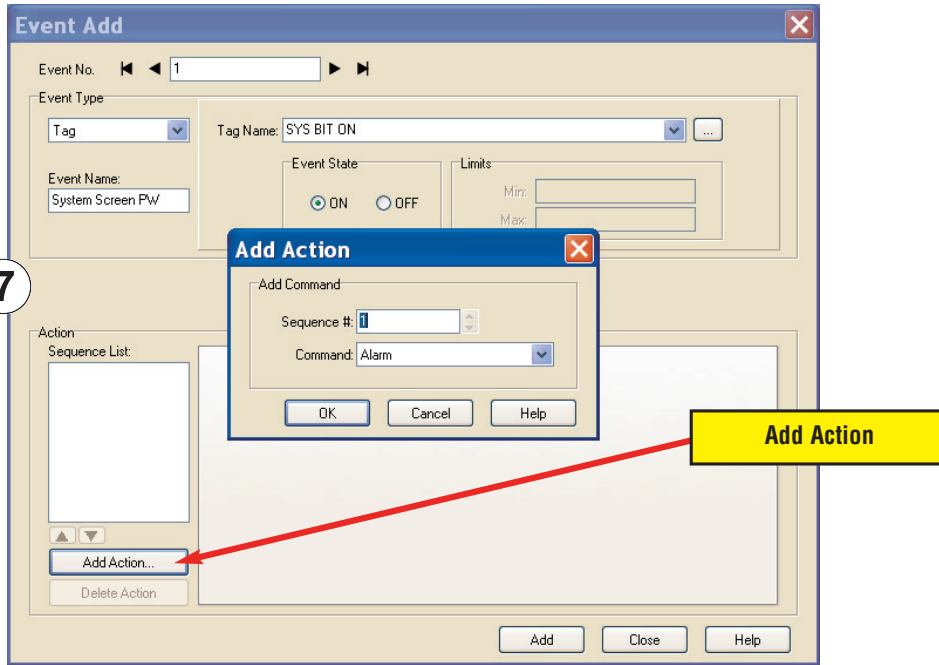 Event Add
Event No. 1
Event Type
Tag
Tag Name: SYS BIT ON ...
Event State
Limits
Event Name:
System Screen PW
ON OFF
Min:
Max:
Add Action
7
Add Command
Sequence #: 1
Command: Alarm
Action
Sequence List:
OK Cancel Help
Add Action
Add Action...
Delete Action
Add Close Help